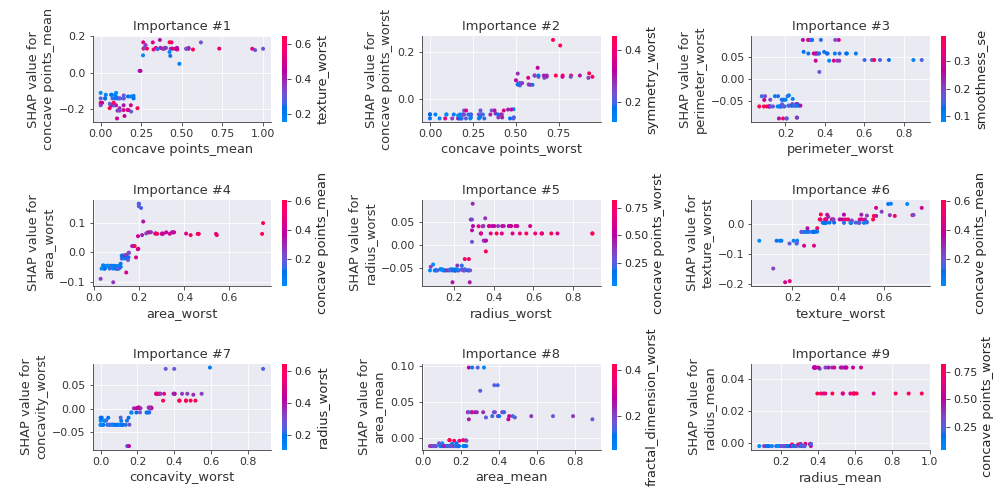 Importance #1
SHAP value for
concave points_mean
0.2
0.0
−0.2
0.00
0.25
0.50
0.75
1.00
concave points_mean
0.6
0.4
0.2
texture_worst
Importance #2
SHAP value for
concave points_worst
0.2
0.0
0.00
0.25
0.50
0.75
concave points_worst
0.4
0.2
symmetry_worst
Importance #3
SHAP value for
perimeter_worst
0.05
0.00
−0.05
0.2
0.4
0.6
0.8
perimeter_worst
0.3
0.2
0.1
smoothness_se
Importance #4
SHAP value for
area_worst
0.1
0.0
−0.1
0.0
0.2
0.4
0.6
area_worst
0.6
0.4
0.2
concave points_mean
Importance #5
SHAP value for
radius_worst
0.05
0.00
−0.05
0.2
0.4
0.6
0.8
radius_worst
0.75
0.50
0.25
concave points_worst
Importance #6
SHAP value for
texture_worst
0.0
−0.1
−0.2
0.2
0.4
0.6
texture_worst
0.6
0.4
0.2
concave points_mean
Importance #7
SHAP value for
concavity_worst
0.05
0.00
−0.05
0.0
0.2
0.4
0.6
0.8
concavity_worst
0.6
0.4
0.2
radius_worst
Importance #8
SHAP value for
area_mean
0.10
0.05
0.00
0.0
0.2
0.4
0.6
0.8
area_mean
0.4
0.2
fractal_dimension_worst
Importance #9
SHAP value for
radius_mean
0.04
0.02
0.00
0.2
0.4
0.6
0.8
1.0
radius_mean
0.75
0.50
0.25
concave points_worst